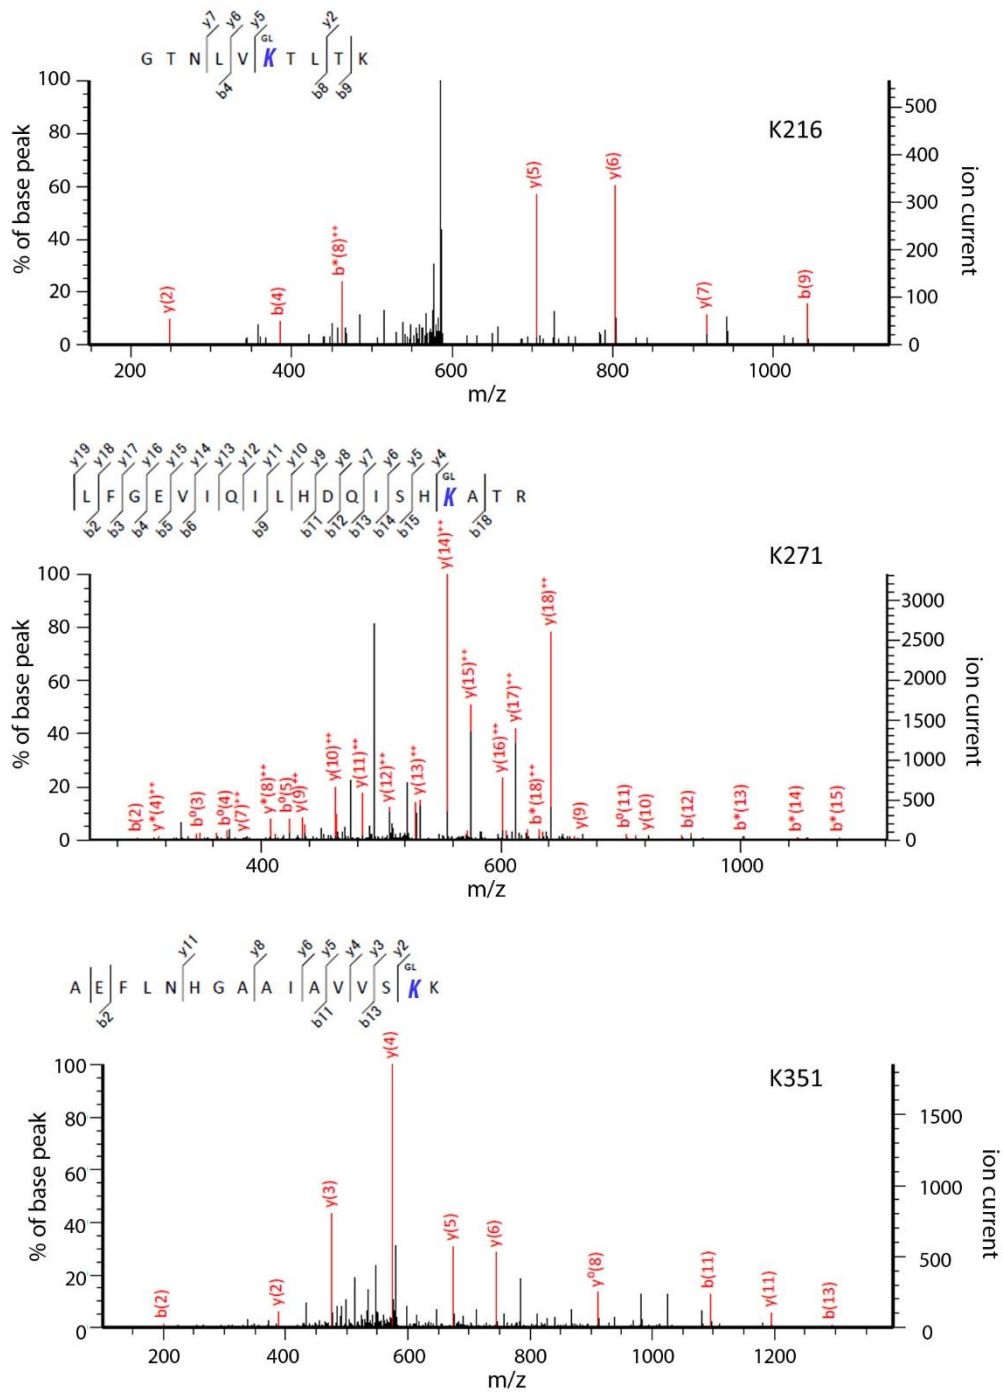 y7 y6 y5 y2
GL
G T N L V K T L T K
b4 b8 b9
K216
100
80
60
40
20
0
% of base peak
500
400
300
200
100
0
ion current
y(2)
b(4)
b*(8)++
y(5)
y(6)
y(7)
b(9)
200 400 600 800 1000
m/z
y19 y18 y17 y16 y15 y14 y13 y12 y11 y10 y9 y8 y7 y6 y5 y4
GL
L F G E V I Q I L H D Q I S H K A T R
b2 b3 b4 b5 b6 b9 b11 b12 b13 b14 b15 b18
K271
100
80
60
40
20
0
% of base peak
3000
2500
2000
1500
1000
500
0
ion current
b(2)
y*(4)++
b⁰(3)
b⁰(4)
y(7)++
y*(8)++
b⁰(5)
y(9)++
y(10)++
y(11)++
y(12)++
y(13)++
y(14)++
y(15)++
y(16)++
y(17)++
b*(18)++
y(18)++
y(9)
b⁰(11)
y(10)
b(12)
b*(13)
b*(14)
b*(15)
400 600 1000
m/z
y11 y8 y6 y5 y4 y3 y2
GL
A E F L N H G A A I A V V S K K
b2 b11 b13
K351
100
80
60
40
20
0
% of base peak
1500
1000
500
0
ion current
b(2)
y(2)
y(3)
y(4)
y(5)
y(6)
y⁰(8)
b(11)
y(11)
b(13)
200 400 600 800 1000 1200
m/z